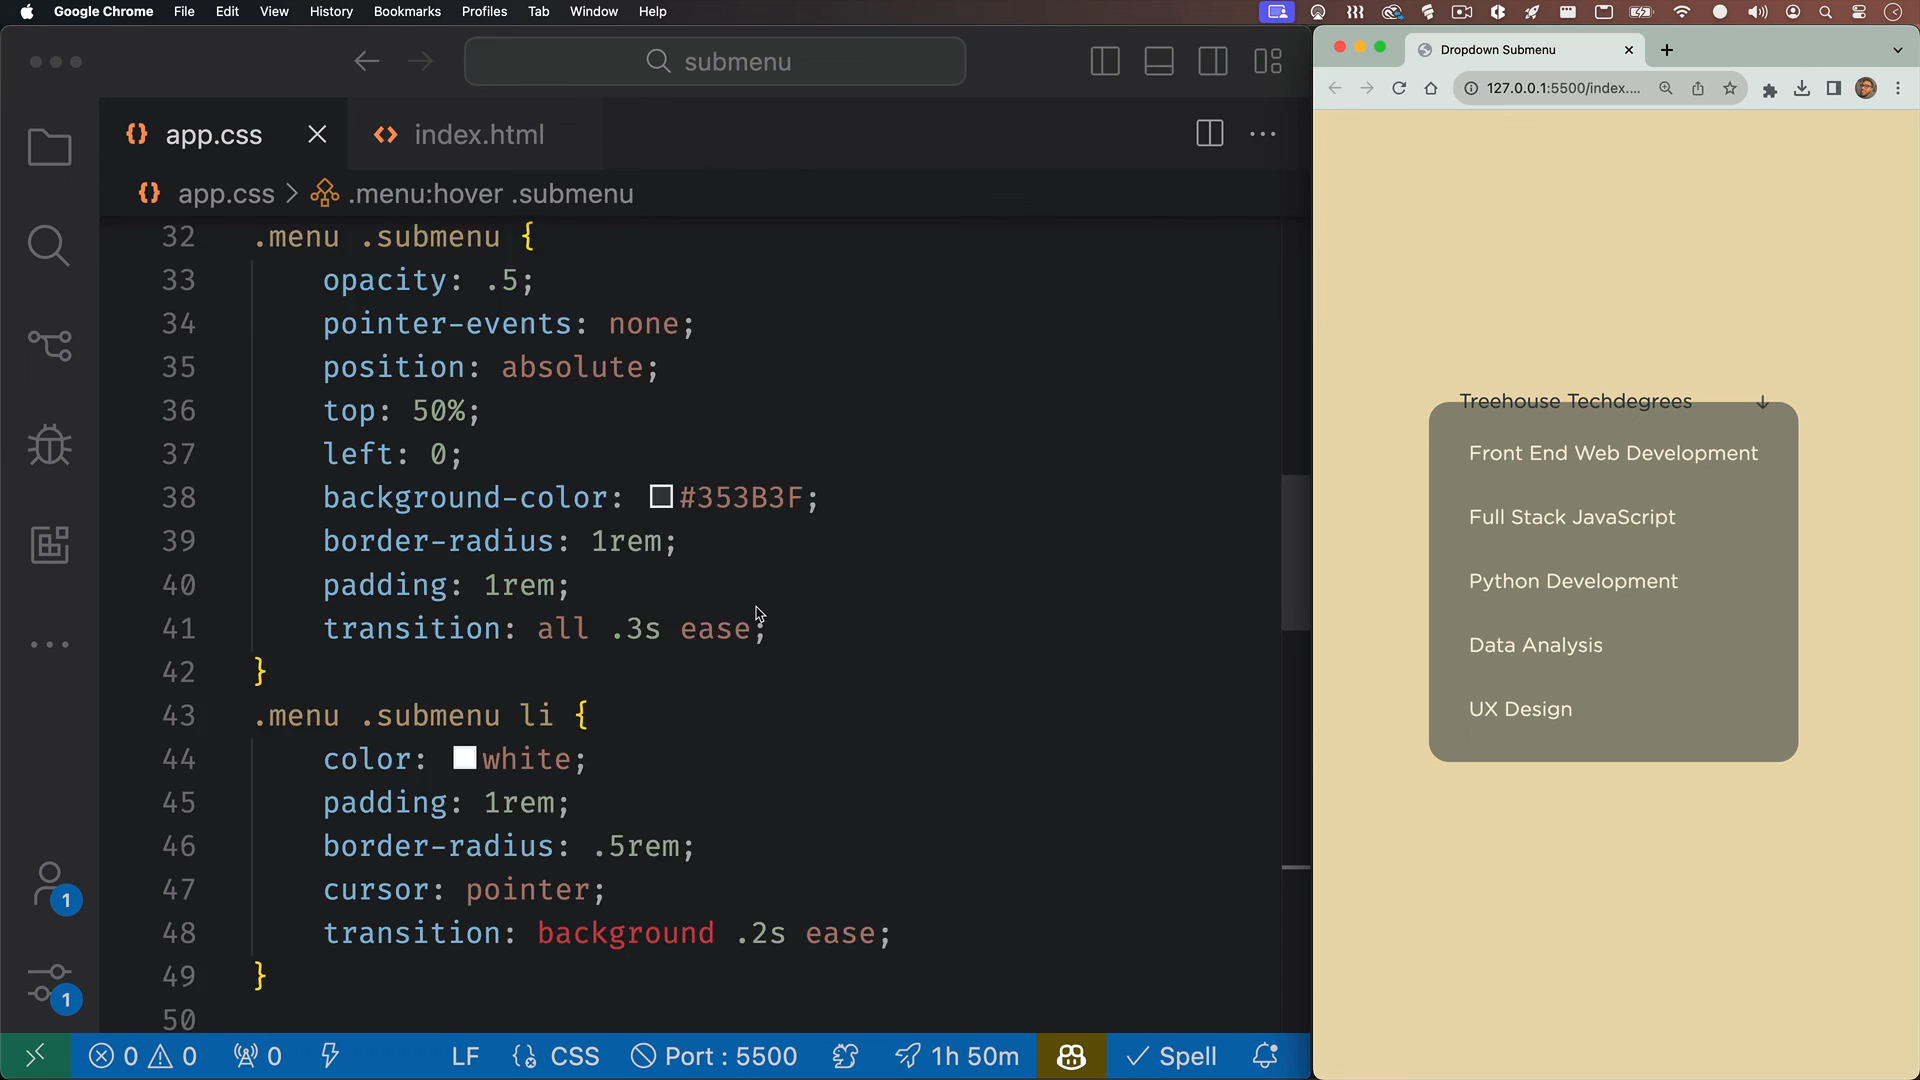 Google Chrome File Edit View History Bookmarks Profiles Tab Window Help
submenu
app.css
index.html
app.css > .menu:hover .submenu
32 .menu .submenu {
33 opacity: .5;
34 pointer-events: none;
35 position: absolute;
36 top: 50%;
37 left: 0;
38 background-color: #353B3F;
39 border-radius: 1rem;
40 padding: 1rem;
41 transition: all .3s ease;
42 }
43 .menu .submenu li {
44 color: white;
45 padding: 1rem;
46 border-radius: .5rem;
47 cursor: pointer;
48 transition: background .2s ease;
49 }
50
1
1
0 0 0 LF {} CSS Port : 5500 1h 50m Spell
Dropdown Submenu
127.0.0.1:5500/index....
Treehouse Techdegrees ↓
Front End Web Development
Full Stack JavaScript
Python Development
Data Analysis
UX Design